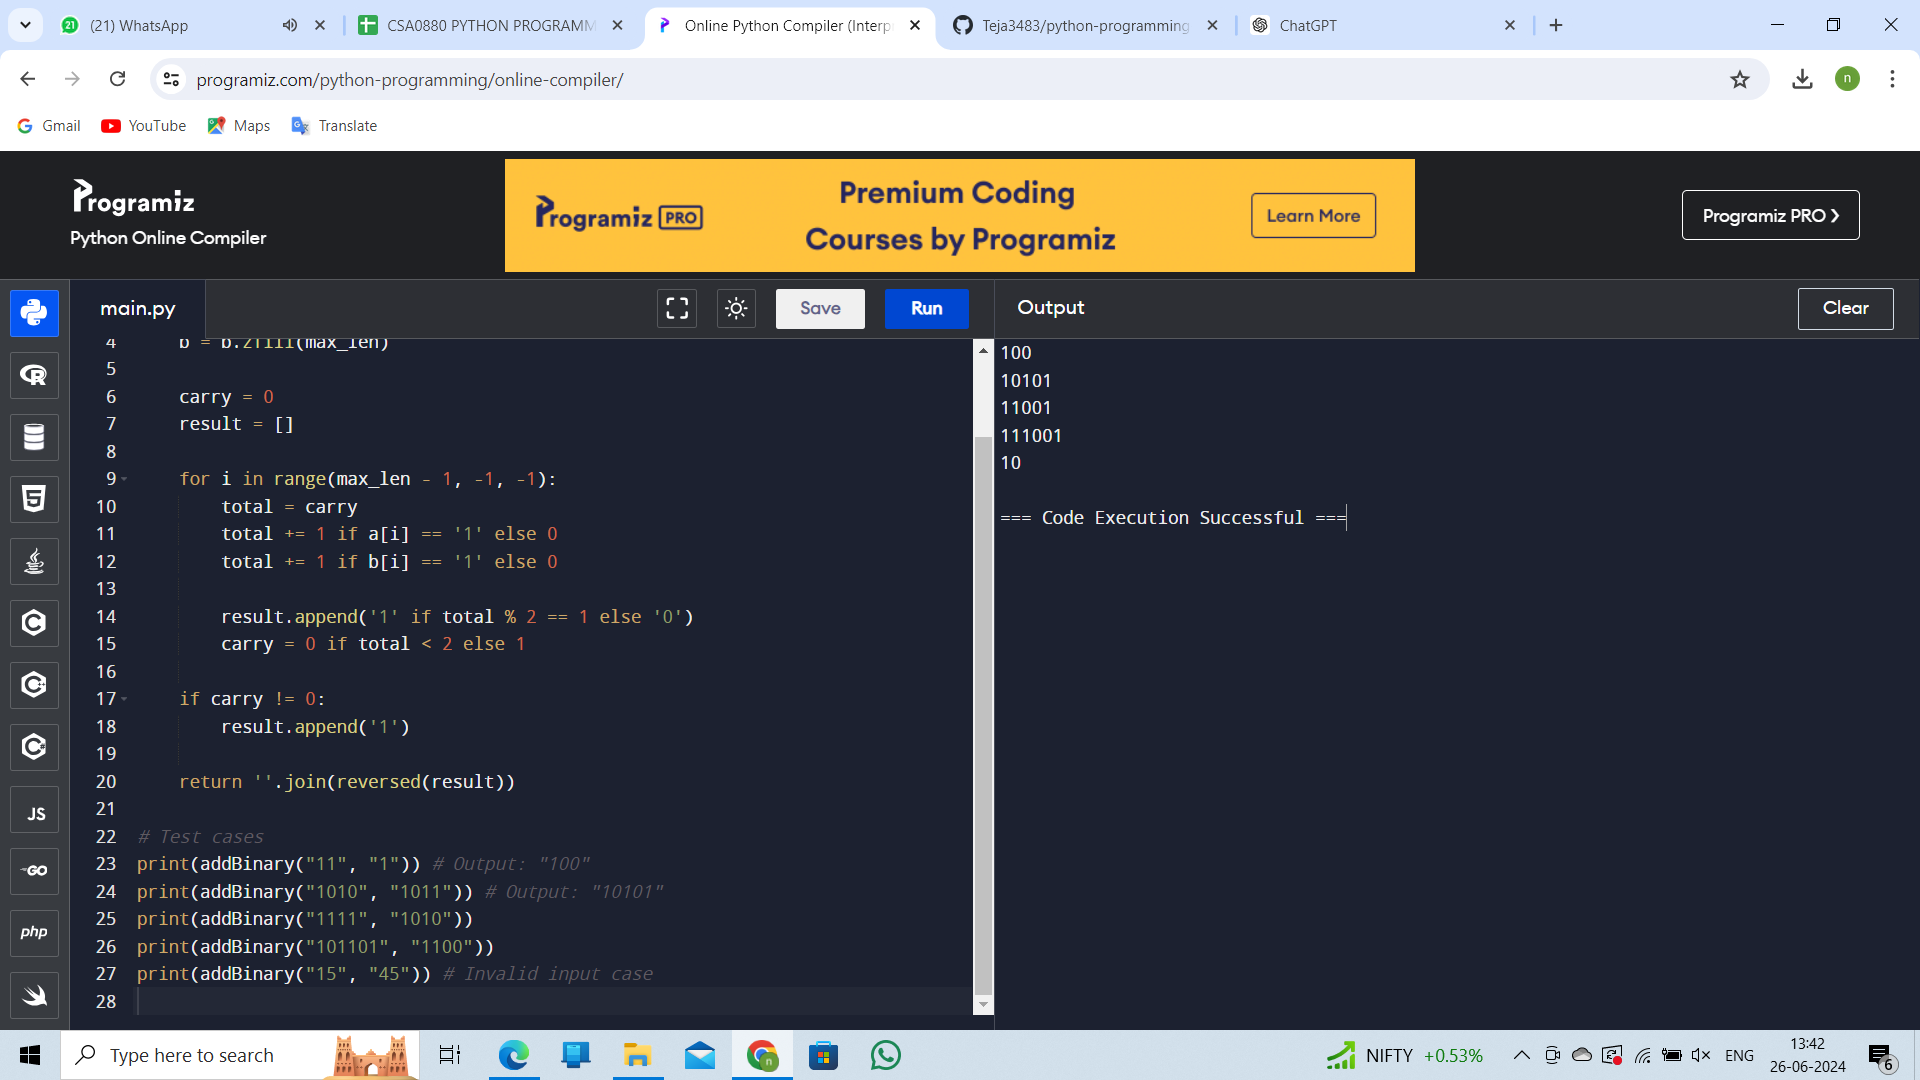 (21) WhatsApp
CSA0880 PYTHON PROGRAMM
Online Python Compiler (Interp
Teja3483/python-programming
ChatGPT
programiz.com/python-programming/online-compiler/
n
Gmail
YouTube
Maps
Translate
Programiz
Python Online Compiler
Programiz PRO
Premium Coding
Courses by Programiz
Learn More
Programiz PRO ❯
main.py
Save
Run
Output
Clear
4 b = b.zfill(max_len)
5
6 carry = 0
7 result = []
8
9 for i in range(max_len - 1, -1, -1):
10 total = carry
11 total += 1 if a[i] == '1' else 0
12 total += 1 if b[i] == '1' else 0
13
14 result.append('1' if total % 2 == 1 else '0')
15 carry = 0 if total < 2 else 1
16
17 if carry != 0:
18 result.append('1')
19
20 return ''.join(reversed(result))
21
22 # Test cases
23 print(addBinary("11", "1")) # Output: "100"
24 print(addBinary("1010", "1011")) # Output: "10101"
25 print(addBinary("1111", "1010"))
26 print(addBinary("101101", "1100"))
27 print(addBinary("15", "45")) # Invalid input case
28
100
10101
11001
111001
10
=== Code Execution Successful ===
R
5
C
C
C
JS
GO
php
Type here to search
n
NIFTY +0.53%
ENG
13:42
26-06-2024
6